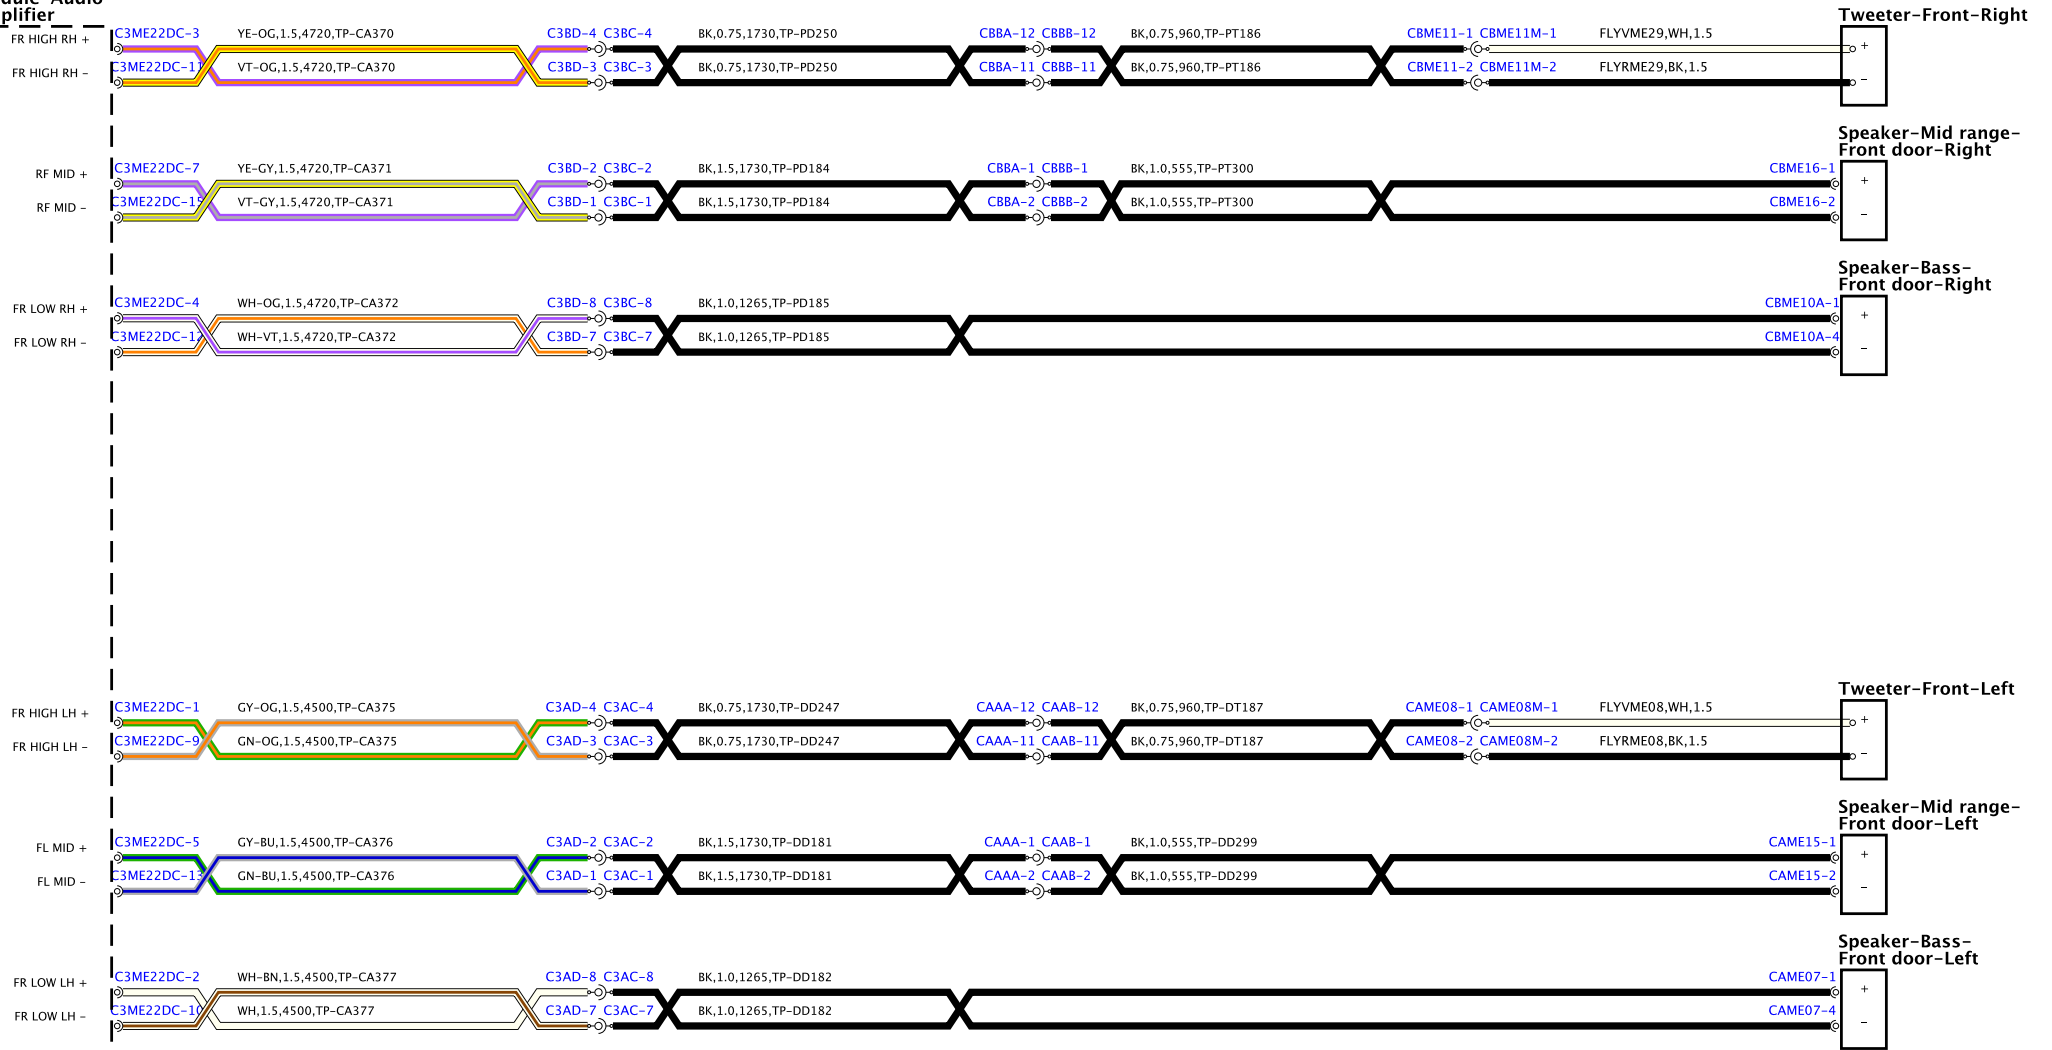 plifier
Tweeter-Front-Right
FR HIGH RH +
C3ME22DC-3
YE-OG,1.5,4720,TP-CA370
C3BD-4 C3BC-4
BK,0.75,1730,TP-PD250
CBBA-12 CBBB-12
BK,0.75,960,TP-PT186
CBME11-1 CBME11M-1
FLYVME29,WH,1.5
+
FR HIGH RH -
C3ME22DC-11
VT-OG,1.5,4720,TP-CA370
C3BD-3 C3BC-3
BK,0.75,1730,TP-PD250
CBBA-11 CBBB-11
BK,0.75,960,TP-PT186
CBME11-2 CBME11M-2
FLYRME29,BK,1.5
-
Speaker-Mid range-
Front door-Right
RF MID +
C3ME22DC-7
YE-GY,1.5,4720,TP-CA371
C3BD-2 C3BC-2
BK,1.5,1730,TP-PD184
CBBA-1 CBBB-1
BK,1.0,555,TP-PT300
CBME16-1
+
RF MID -
C3ME22DC-15
VT-GY,1.5,4720,TP-CA371
C3BD-1 C3BC-1
BK,1.5,1730,TP-PD184
CBBA-2 CBBB-2
BK,1.0,555,TP-PT300
CBME16-2
-
Speaker-Bass-
Front door-Right
FR LOW RH +
C3ME22DC-4
WH-OG,1.5,4720,TP-CA372
C3BD-8 C3BC-8
BK,1.0,1265,TP-PD185
CBME10A-1
+
FR LOW RH -
C3ME22DC-12
WH-VT,1.5,4720,TP-CA372
C3BD-7 C3BC-7
BK,1.0,1265,TP-PD185
CBME10A-4
-
Tweeter-Front-Left
FR HIGH LH +
C3ME22DC-1
GY-OG,1.5,4500,TP-CA375
C3AD-4 C3AC-4
BK,0.75,1730,TP-DD247
CAAA-12 CAAB-12
BK,0.75,960,TP-DT187
CAME08-1 CAME08M-1
FLYVME08,WH,1.5
+
FR HIGH LH -
C3ME22DC-9
GN-OG,1.5,4500,TP-CA375
C3AD-3 C3AC-3
BK,0.75,1730,TP-DD247
CAAA-11 CAAB-11
BK,0.75,960,TP-DT187
CAME08-2 CAME08M-2
FLYRME08,BK,1.5
-
Speaker-Mid range-
Front door-Left
FL MID +
C3ME22DC-5
GY-BU,1.5,4500,TP-CA376
C3AD-2 C3AC-2
BK,1.5,1730,TP-DD181
CAAA-1 CAAB-1
BK,1.0,555,TP-DD299
CAME15-1
+
FL MID -
C3ME22DC-13
GN-BU,1.5,4500,TP-CA376
C3AD-1 C3AC-1
BK,1.5,1730,TP-DD181
CAAA-2 CAAB-2
BK,1.0,555,TP-DD299
CAME15-2
-
Speaker-Bass-
Front door-Left
FR LOW LH +
C3ME22DC-2
WH-BN,1.5,4500,TP-CA377
C3AD-8 C3AC-8
BK,1.0,1265,TP-DD182
CAME07-1
+
FR LOW LH -
C3ME22DC-10
WH,1.5,4500,TP-CA377
C3AD-7 C3AC-7
BK,1.0,1265,TP-DD182
CAME07-4
-